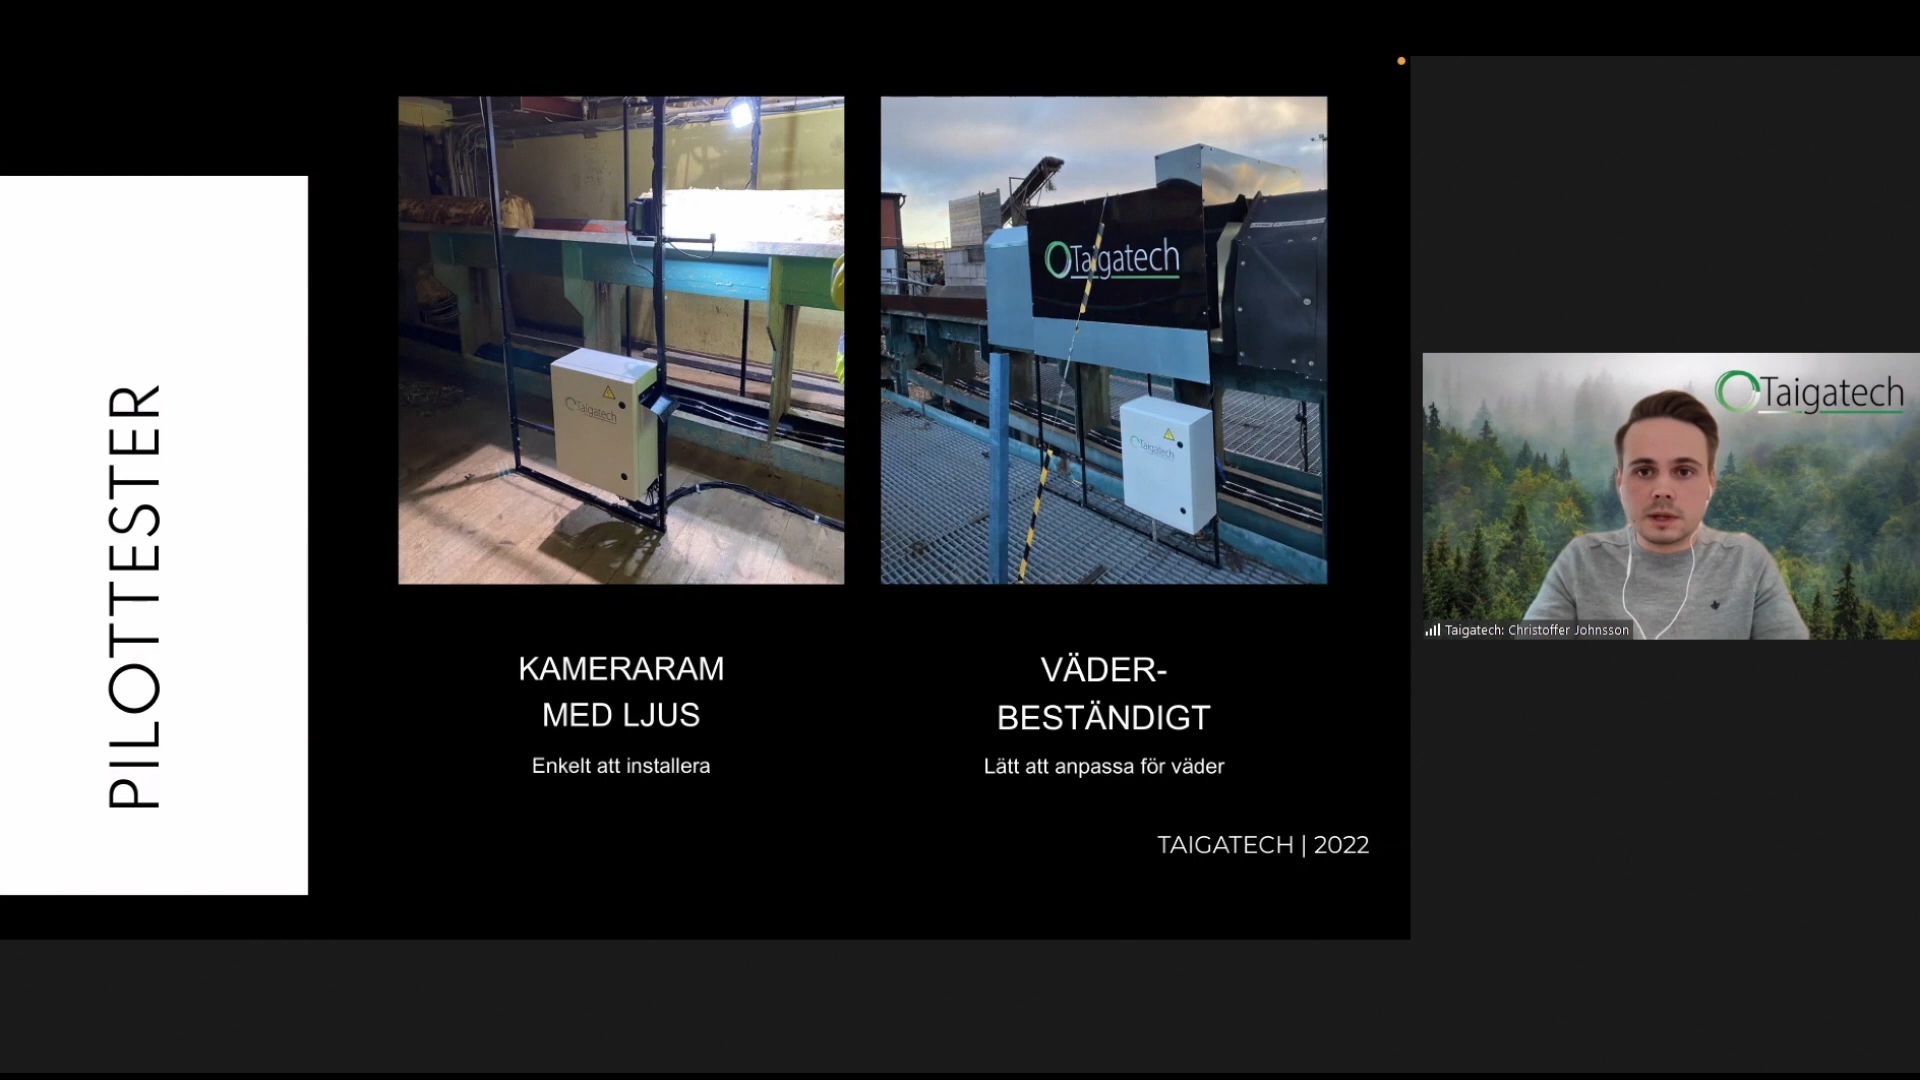 PILOTTESTER
Taigatech
Taigatech
Taigatech
KAMERARAM
MED LJUS
Enkelt att installera
VÄDER-
BESTÄNDIGT
Lätt att anpassa för väder
TAIGATECH | 2022
Taigatech
Taigatech: Christoffer Johnsson